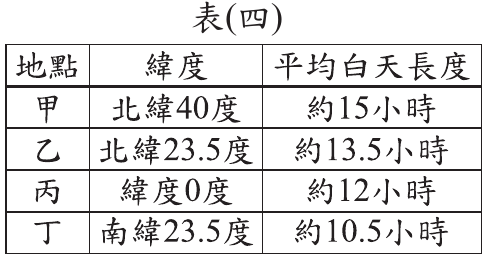 表(四)
地點 緯度 平均白天長度
甲 北緯40度 約15小時
乙 北緯23.5度 約13.5小時
丙 緯度0度 約12小時
丁 南緯23.5度 約10.5小時